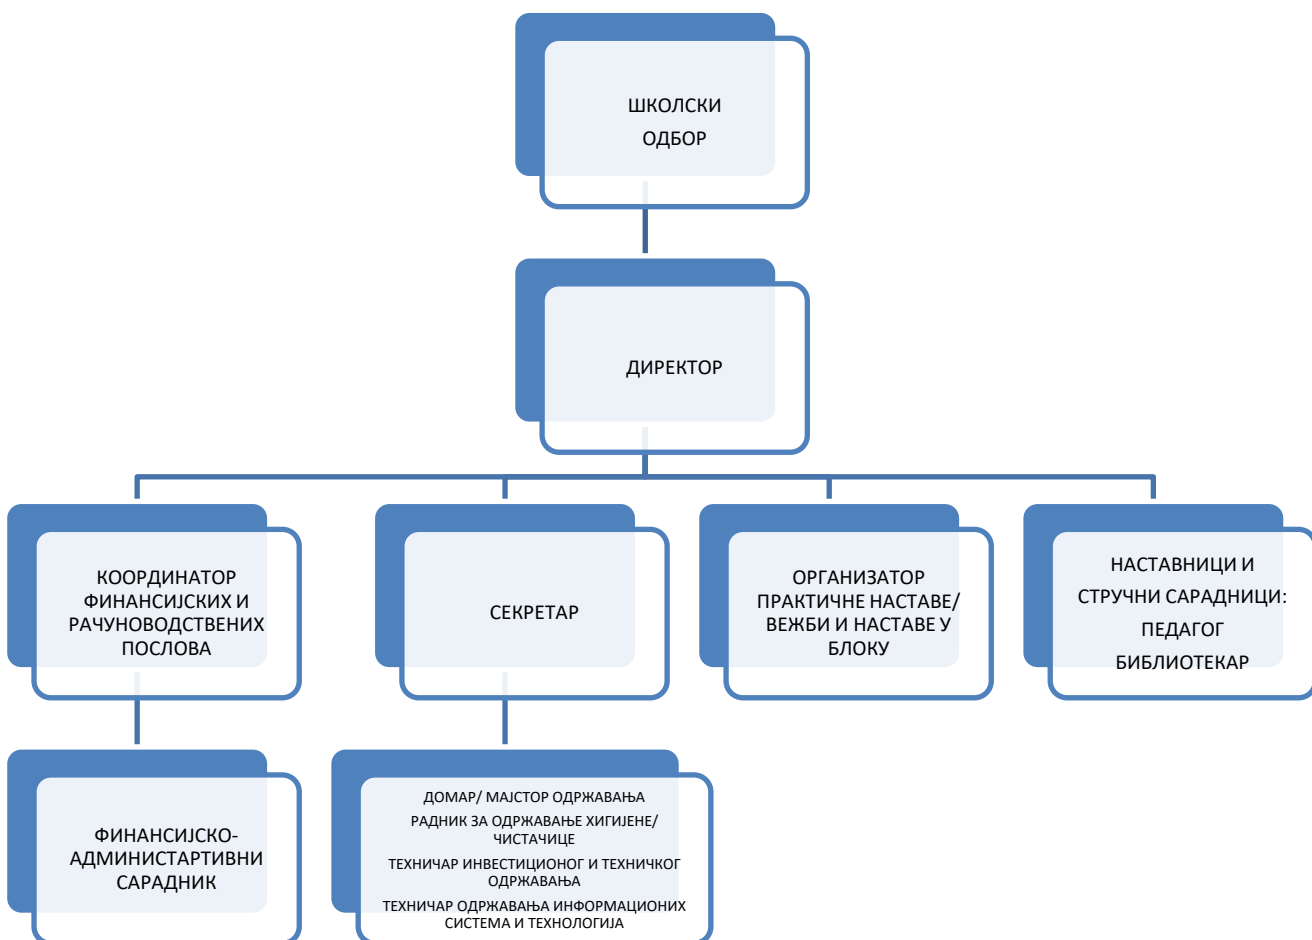 ШКОЛСКИ
ОДБОР
ДИРЕКТОР
КООРДИНАТОР
ФИНАНСИЈСКИХ И
РАЧУНОВОДСТВЕНИХ
ПОСЛОВА
СЕКРЕТАР
ОРГАНИЗАТОР
ПРАКТИЧНЕ НАСТАВЕ/
ВЕЖБИ И НАСТАВЕ У
БЛОКУ
НАСТАВНИЦИ И
СТРУЧНИ САРАДНИЦИ:
ПЕДАГОГ
БИБЛИОТЕКАР
ФИНАНСИЈСКО-
АДМИНИСТАРТИВНИ
САРАДНИК
ДОМАР/ МАЈСТОР ОДРЖАВАЊА
РАДНИК ЗА ОДРЖАВАЊЕ ХИГИЈЕНЕ/
ЧИСТАЧИЦЕ
ТЕХНИЧАР ИНВЕСТИЦИОНОГ И ТЕХНИЧКОГ
ОДРЖАВАЊА
ТЕХНИЧАР ОДРЖАВАЊА ИНФОРМАЦИОНИХ
СИСТЕМА И ТЕХНОЛОГИЈА